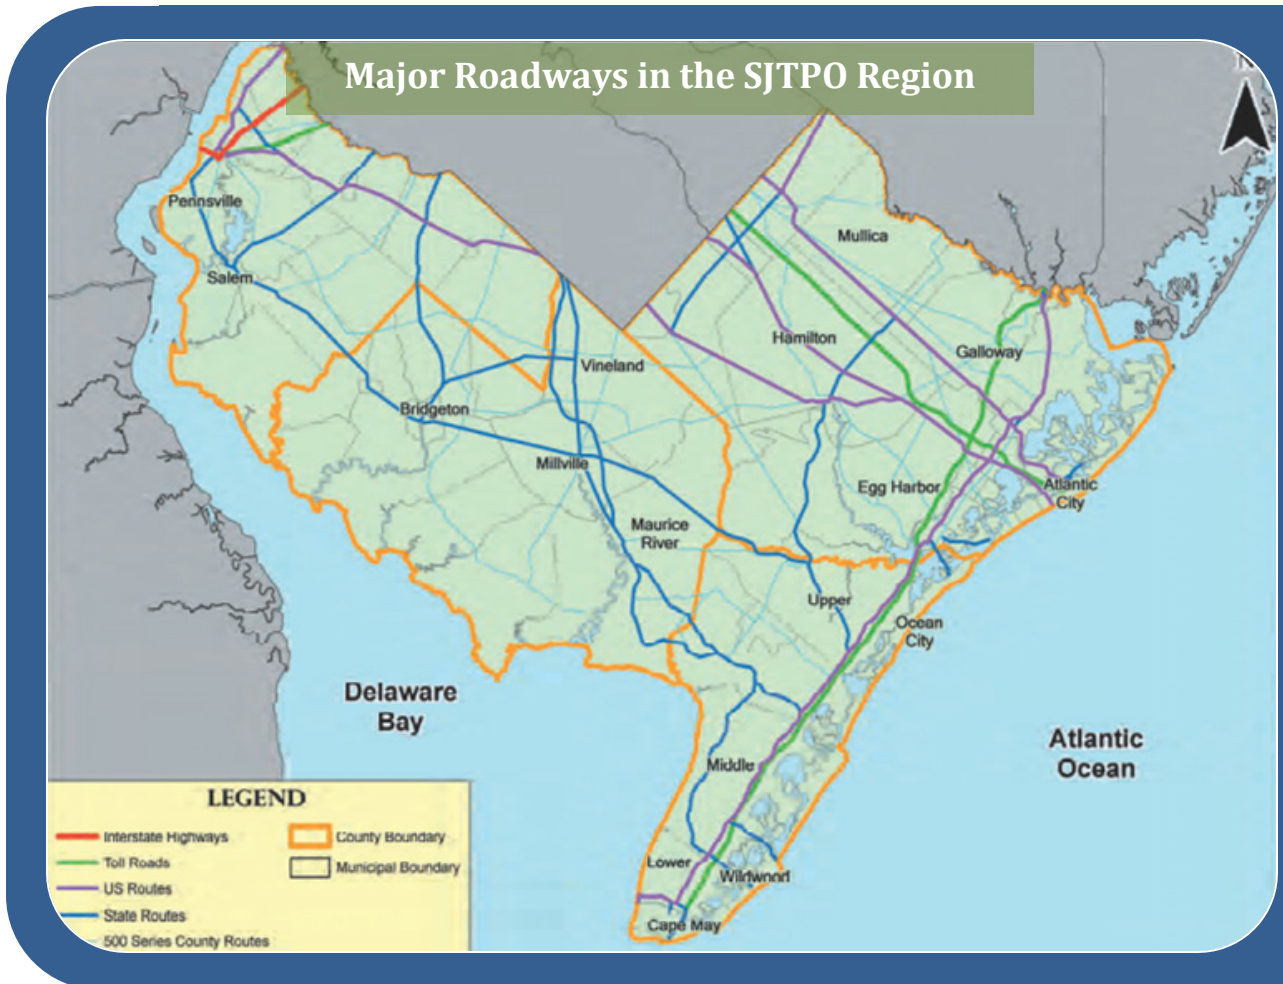 Major Roadways in the SJTPO Region
N
Pennsville
Salem
Mullica
Hamilton
Galloway
Vineland
Bridgeton
Millville
Egg Harbor
Atlantic
City
Maurice
River
Upper
Ocean
City
Delaware
Bay
Atlantic
Ocean
Middle
Lower
Wildwood
Cape May
LEGEND
Interstate Highways
Toll Roads
US Routes
State Routes
500 Series County Routes
County Boundary
Municipal Boundary